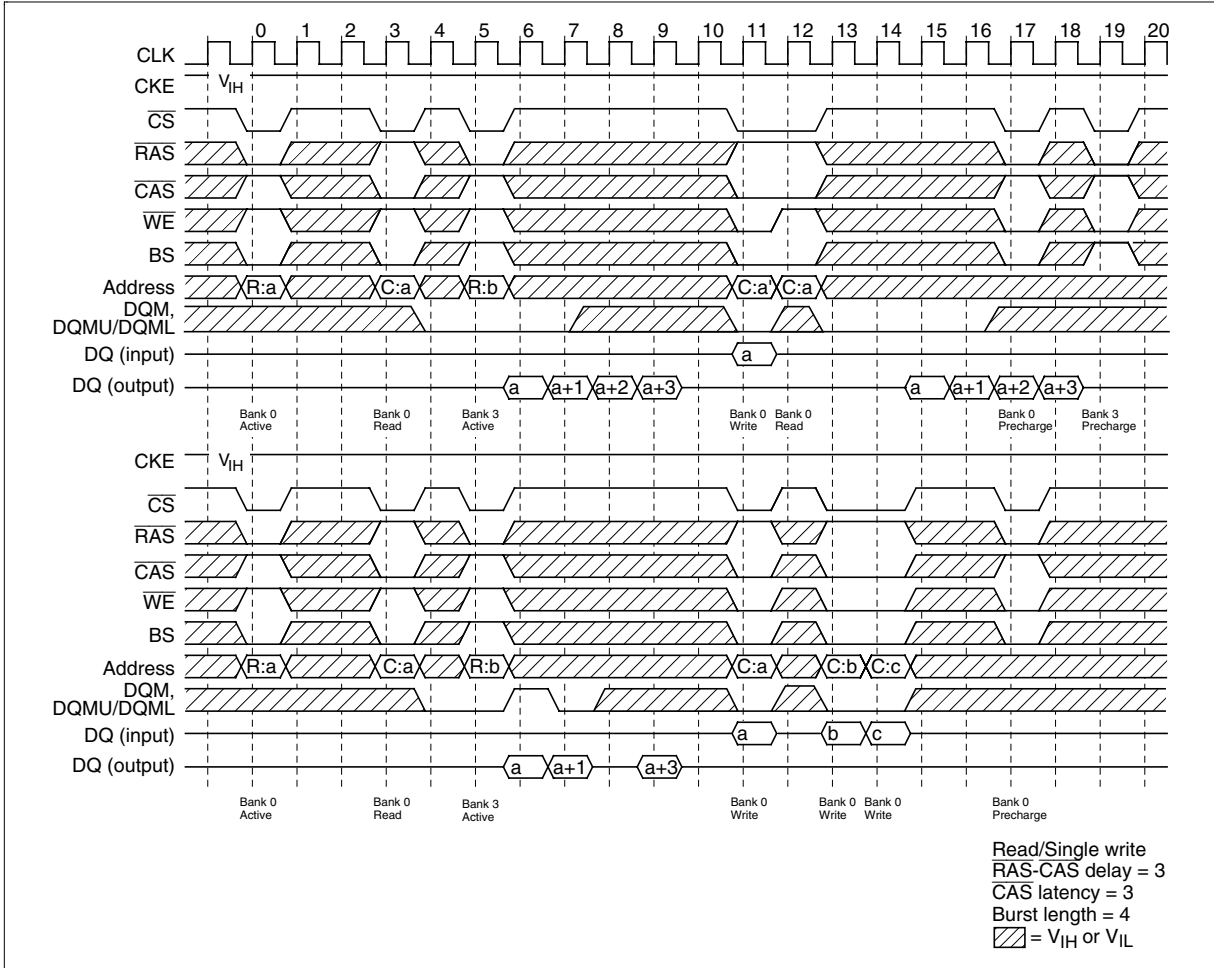 0 1 2 3 4 5 6 7 8 9 10 11 12 13 14 15 16 17 18 19 20
CLK
CKE VIH
CS
RAS
CAS
WE
BS
Address R:a C:a R:b C:a' C:a
DQM,
DQMU/DQML
DQ (input) a
DQ (output) a a+1 a+2 a+3 a a+1 a+2 a+3
Bank 0 Bank 0 Bank 3 Bank 0 Bank 0 Bank 0 Bank 3
Active Read Active Write Read Precharge Precharge
CKE VIH
CS
RAS
CAS
WE
BS
Address R:a C:a R:b C:a C:b C:c
DQM,
DQMU/DQML
DQ (input) a b c
DQ (output) a a+1 a+3
Bank 0 Bank 0 Bank 3 Bank 0 Bank 0 Bank 0 Bank 0
Active Read Active Write Write Write Precharge
Read/Single write
RAS-CAS delay = 3
CAS latency = 3
Burst length = 4
= VIH or VIL